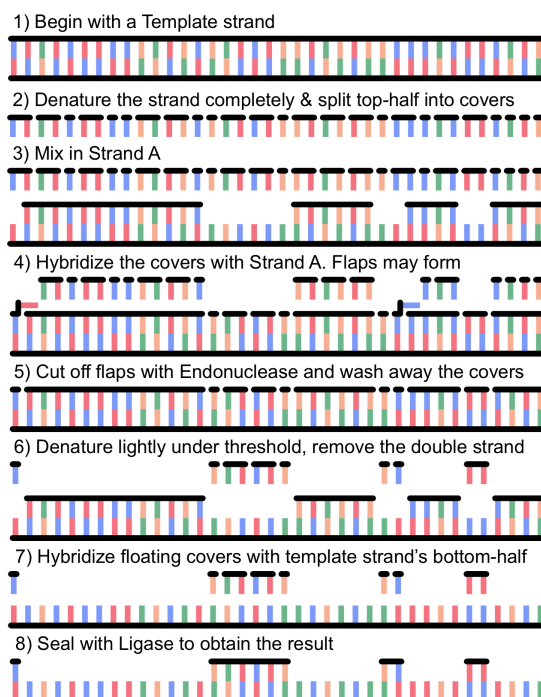 1) Begin with a Template strand
2) Denature the strand completely & split top-half into covers
3) Mix in Strand A
4) Hybridize the covers with Strand A. Flaps may form
5) Cut off flaps with Endonuclease and wash away the covers
6) Denature lightly under threshold, remove the double strand
7) Hybridize floating covers with template strand's bottom-half
8) Seal with Ligase to obtain the result